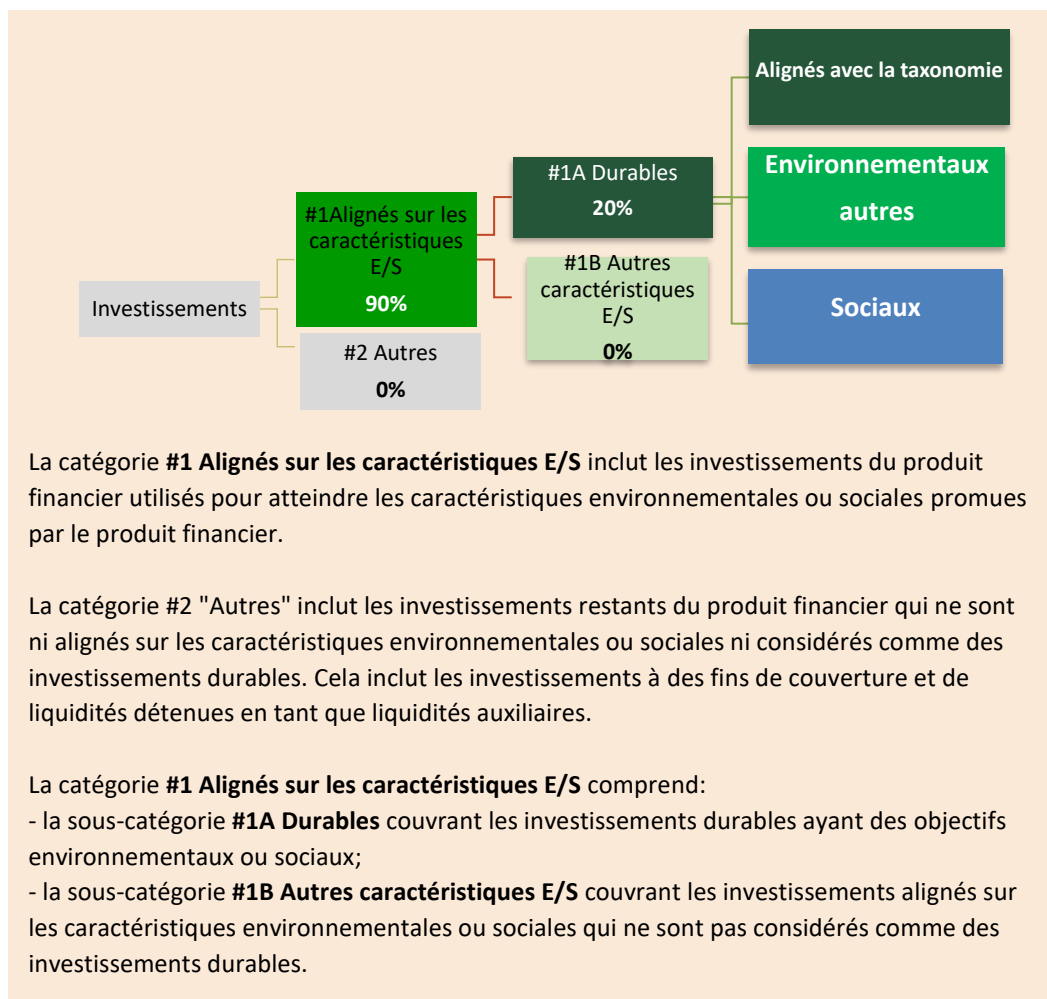 Alignés avec la taxonomie
#1A Durables
20%
Environnementaux
autres
#1Alignés sur les
caractéristiques
E/S
90%
#1B Autres
caractéristiques
E/S
0%
Investissements
Sociaux
#2 Autres
0%
La catégorie #1 Alignés sur les caractéristiques E/S inclut les investissements du produit
financier utilisés pour atteindre les caractéristiques environnementales ou sociales promues
par le produit financier.
La catégorie #2 "Autres" inclut les investissements restants du produit financier qui ne sont
ni alignés sur les caractéristiques environnementales ou sociales ni considérés comme des
investissements durables. Cela inclut les investissements à des fins de couverture et de
liquidités détenues en tant que liquidités auxiliaires.
La catégorie #1 Alignés sur les caractéristiques E/S comprend:
- la sous-catégorie #1A Durables couvrant les investissements durables ayant des objectifs
environnementaux ou sociaux;
- la sous-catégorie #1B Autres caractéristiques E/S couvrant les investissements alignés sur
les caractéristiques environnementales ou sociales qui ne sont pas considérés comme des
investissements durables.